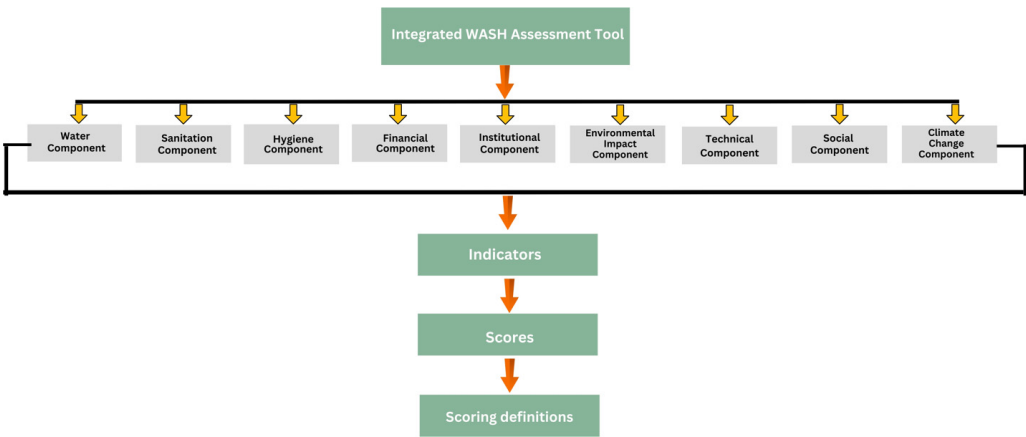 Integrated WASH Assessment Tool
Water
Component
Sanitation
Component
Hygiene
Component
Financial
Component
Institutional
Component
Environmental
Impact
Component
Technical
Component
Social
Component
Climate
Change
Component
Indicators
Scores
Scoring definitions